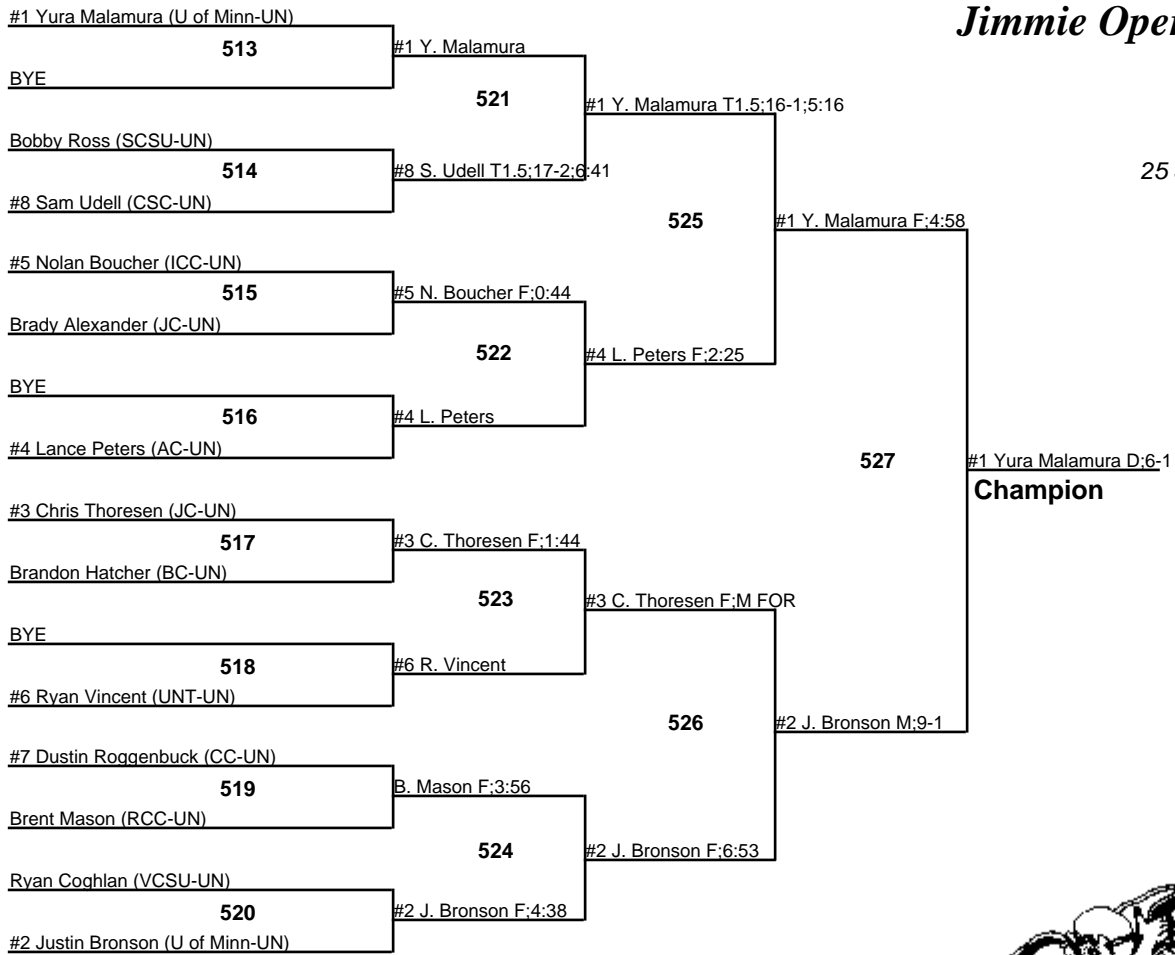 #1 Yura Malamura (U of Minn-UN)
Jimmie Open
513
#1 Y. Malamura
BYE
521
#1 Y. Malamura T1.5;16-1;5:16
Bobby Ross (SCSU-UN)
514
#8 S. Udell T1.5;17-2;6:41
25
#8 Sam Udell (CSC-UN)
525
#1 Y. Malamura F;4:58
#5 Nolan Boucher (ICC-UN)
515
#5 N. Boucher F;0:44
Brady Alexander (JC-UN)
522
#4 L. Peters F;2:25
BYE
516
#4 L. Peters
#4 Lance Peters (AC-UN)
527
#1 Yura Malamura D;6-1
Champion
#3 Chris Thoresen (JC-UN)
517
#3 C. Thoresen F;1:44
Brandon Hatcher (BC-UN)
523
#3 C. Thoresen F;M FOR
BYE
518
#6 R. Vincent
#6 Ryan Vincent (UNT-UN)
526
#2 J. Bronson M;9-1
#7 Dustin Roggenbuck (CC-UN)
519
B. Mason F;3:56
Brent Mason (RCC-UN)
524
#2 J. Bronson F;6:53
Ryan Coghlan (VCSU-UN)
520
#2 J. Bronson F;4:38
#2 Justin Bronson (U of Minn-UN)